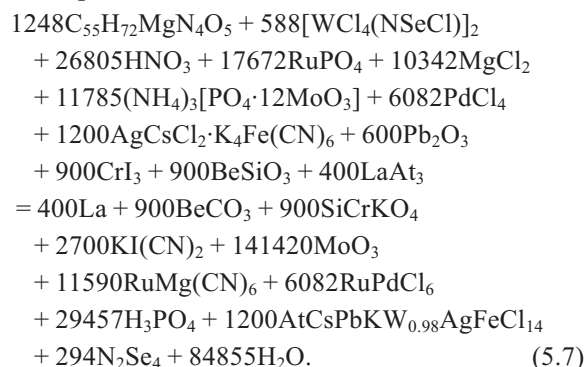 1248C₅₅H₇₂MgN₄O₅ + 588[WCl₄(NSeCl)]₂
+ 26805HNO₃ + 17672RuPO₄ + 10342MgCl₂
+ 11785(NH₄)₃[PO₄·12MoO₃] + 6082PdCl₄
+ 1200AgCsCl₂·K₄Fe(CN)₆ + 600Pb₂O₃
+ 900CrI₃ + 900BeSiO₃ + 400LaAt₃
= 400La + 900BeCO₃ + 900SiCrKO₄
+ 2700KI(CN)₂ + 141420MoO₃
+ 11590RuMg(CN)₆ + 6082RuPdCl₆
+ 29457H₃PO₄ + 1200AtCsPbKW₀.₉₈AgFeCl₁₄
+ 294N₂Se₄ + 84855H₂O. (5.7)